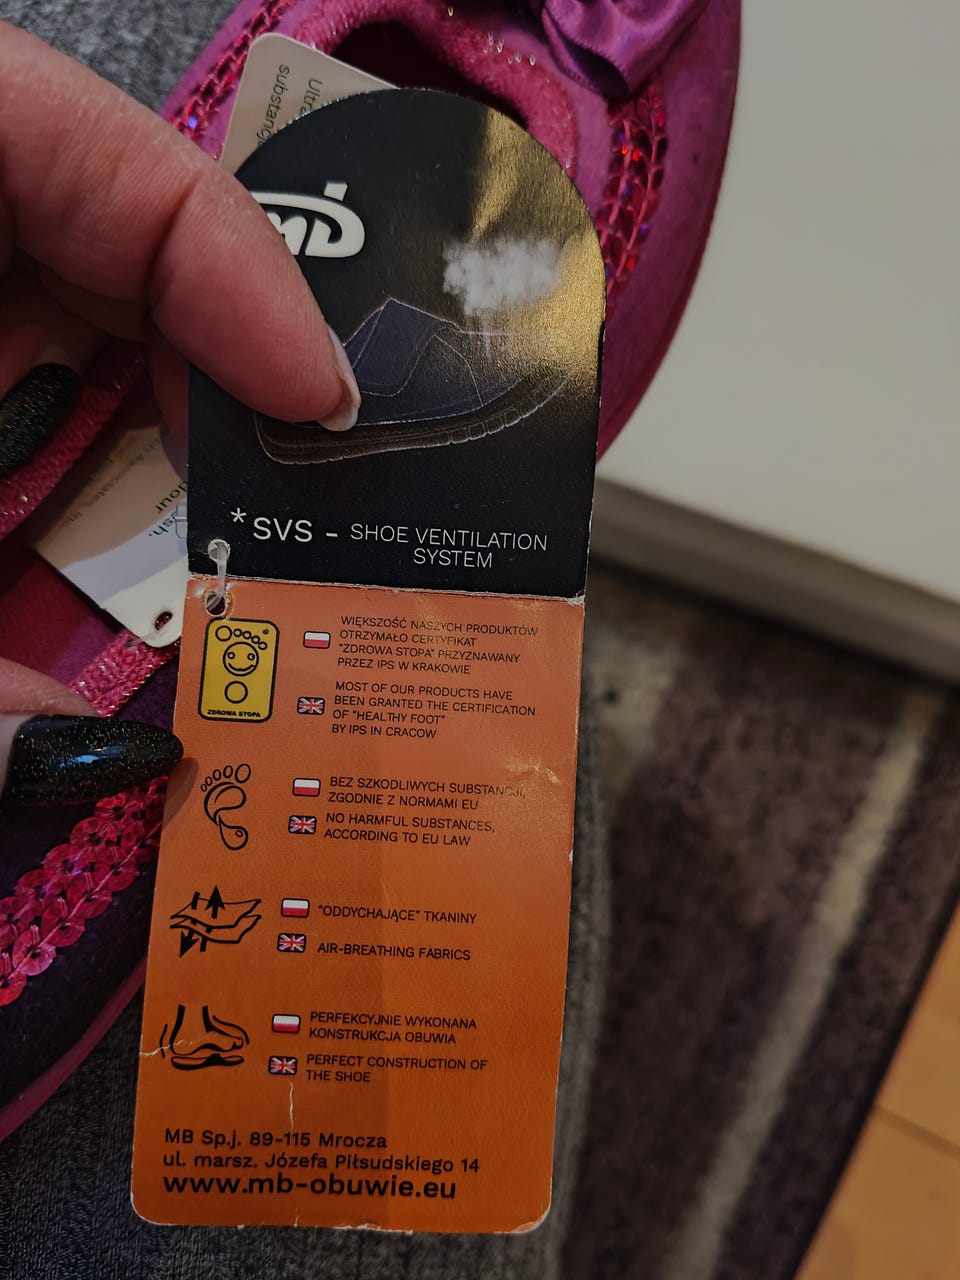 Ultra
mb
*SVS - SHOE VENTILATION
SYSTEM
WIĘKSZOŚĆ NASZYCH PRODUKTÓW
OTRZYMAŁO CERTYFIKAT
"ZDROWA STOPA" PRZYZNAWANY
PRZEZ IPS W KRAKOWIE
MOST OF OUR PRODUCTS HAVE
BEEN GRANTED THE CERTIFICATION
OF "HEALTHY FOOT"
BY IPS IN CRACOW
ZDROWA STOPA
BEZ SZKODLIWYCH SUBSTANCJI,
ZGODNIE Z NORMAMI EU
NO HARMFUL SUBSTANCES,
ACCORDING TO EU LAW
"ODDYCHAJĄCE" TKANINY
AIR-BREATHING FABRICS
PERFEKCYJNIE WYKONANA
KONSTRUKCJA OBUWIA
PERFECT CONSTRUCTION OF
THE SHOE
MB Sp.j. 89-115 Mrocza
ul. marsz. Józefa Piłsudskiego 14
www.mb-obuwie.eu